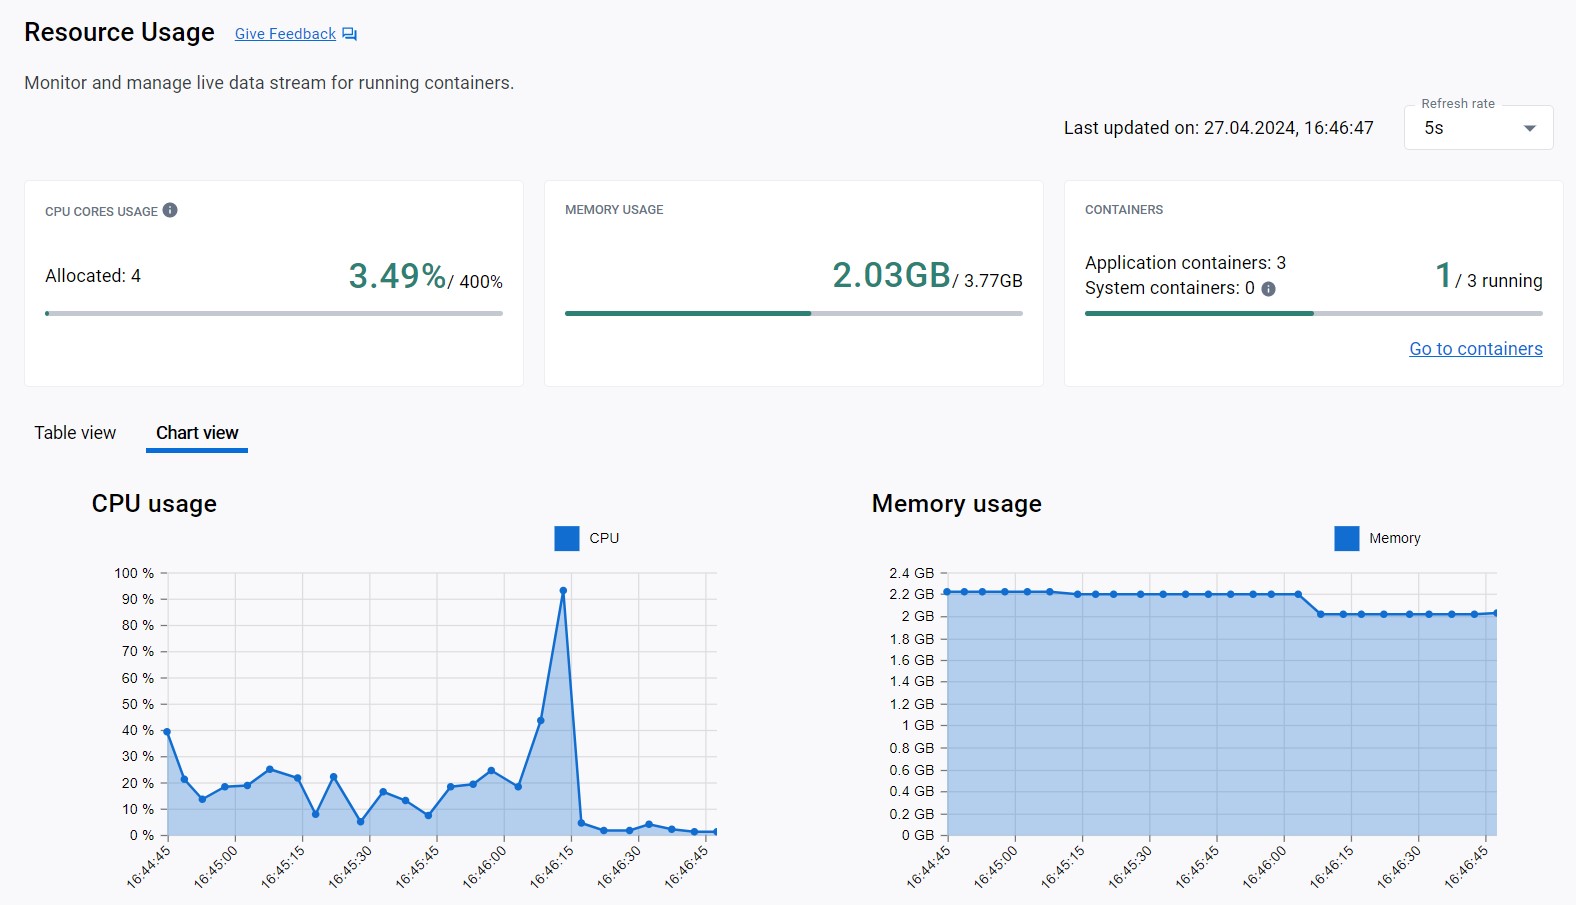 Resource Usage Give Feedback
Monitor and manage live data stream for running containers.
Refresh rate
Last updated on: 27.04.2024, 16:46:47 5s
CPU CORES USAGE
Allocated: 4 3.49% / 400%
MEMORY USAGE
2.03GB / 3.77GB
CONTAINERS
Application containers: 3
System containers: 0
1 / 3 running
Go to containers
Table view Chart view
CPU usage
CPU
100 %
90 %
80 %
70 %
60 %
50 %
40 %
30 %
20 %
10 %
0 %
16:44:45 16:45:00 16:45:15 16:45:30 16:45:45 16:46:00 16:46:15 16:46:30 16:46:45
Memory usage
Memory
2.4 GB
2.2 GB
2 GB
1.8 GB
1.6 GB
1.4 GB
1.2 GB
1 GB
0.8 GB
0.6 GB
0.4 GB
0.2 GB
0 GB
16:44:45 16:45:00 16:45:15 16:45:30 16:45:45 16:46:00 16:46:15 16:46:30 16:46:45